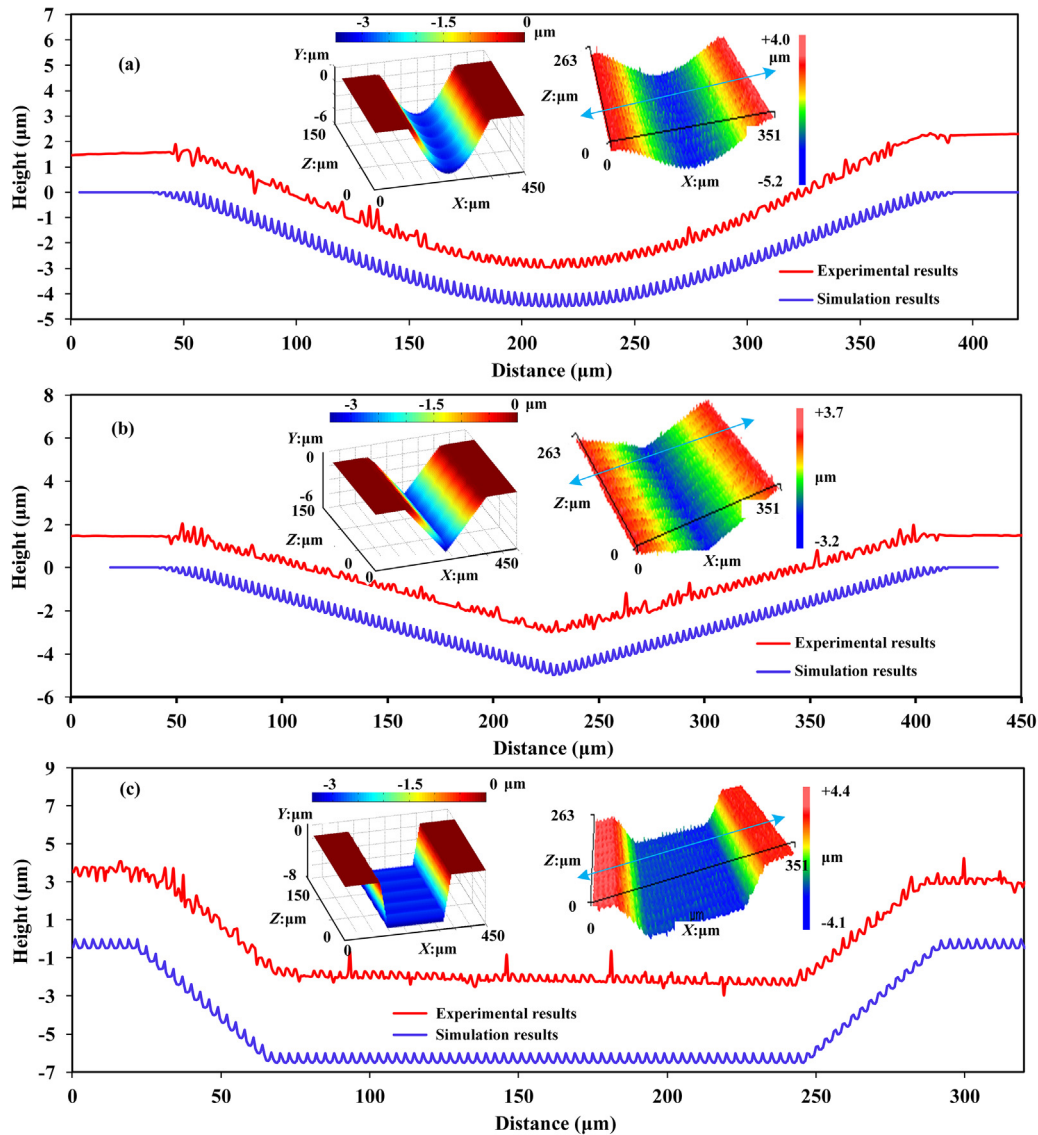 (a)
-3 -1.5 0 µm
Y:µm
0
-6
150
Z:µm
0
0
X:µm
450
263
Z:µm
0
0
X:µm
351
+4.0
µm
-5.2
7
6
5
4
3
2
1
0
-1
-2
-3
-4
-5
Height (µm)
Experimental results
Simulation results
0 50 100 150 200 250 300 350 400
Distance (µm)
(b)
-3 -1.5 0 µm
Y:µm
0
-6
150
Z:µm
0
0
X:µm
450
263
Z:µm
0
0
X:µm
351
+3.7
µm
-3.2
8
6
4
2
0
-2
-4
-6
Height (µm)
Experimental results
Simulation results
0 50 100 150 200 250 300 350 400 450
Distance (µm)
(c)
-3 -1.5 0 µm
Y:µm
0
-8
150
Z:µm
0
0
X:µm
450
263
Z:µm
0
0
µm
X:µm
351
+4.4
µm
-4.1
9
7
5
3
1
-1
-3
-5
-7
Height (µm)
Experimental results
Simulation results
0 50 100 150 200 250 300
Distance (µm)